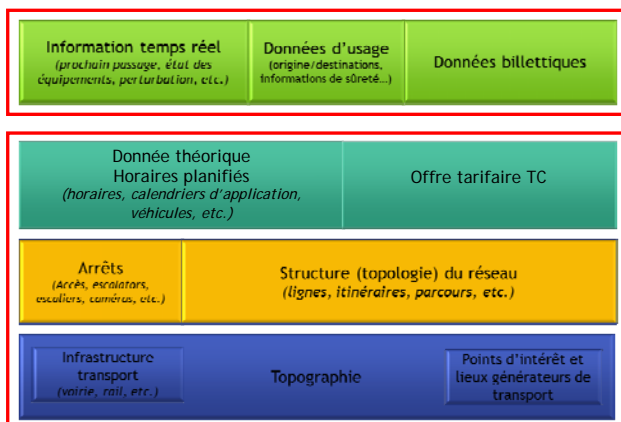 Information temps réel
(prochain passage, état des
équipements, perturbation, etc.)
Données d'usage
(origine/destinations,
informations de sûreté...)
Données billettiques
Donnée théorique
Horaires planifiés
(horaires, calendriers d'application,
véhicules, etc.)
Offre tarifaire TC
Arrêts
(Accès, escalators,
escaliers, caméras, etc.)
Structure (topologie) du réseau
(lignes, itinéraires, parcours, etc.)
Infrastructure
transport
(voirie, rail, etc.)
Topographie
Points d'intérêt et
lieux générateurs de
transport